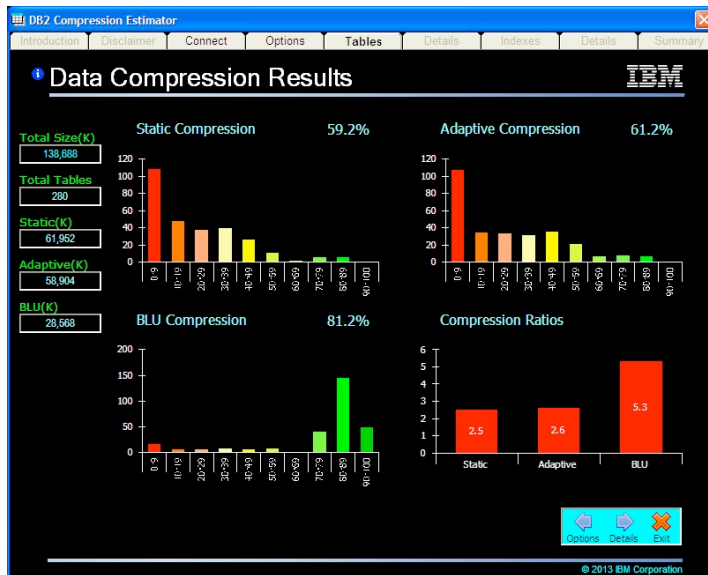 DB2 Compression Estimator
Introduction Disclaimer Connect Options Tables Details Indexes Details Summary
i Data Compression Results IBM
Static Compression 59.2%
Adaptive Compression 61.2%
Total Size(K)
138,688
Total Tables
280
Static(K)
61,952
Adaptive(K)
58,904
BLU(K)
28,568
120
100
80
60
40
20
0
0-9 10-19 20-29 30-39 40-49 50-59 60-69 70-79 80-89 90-100
120
100
80
60
40
20
0
0-9 10-19 20-29 30-39 40-49 50-59 60-69 70-79 80-89 90-100
BLU Compression 81.2%
Compression Ratios
200
150
100
50
0
0-9 10-19 20-29 30-39 40-49 50-59 60-69 70-79 80-89 90-100
6
5
4
3
2
1
0
2.5 2.6 5.3
Static Adaptive BLU
Options Details Exit
© 2013 IBM Corporation